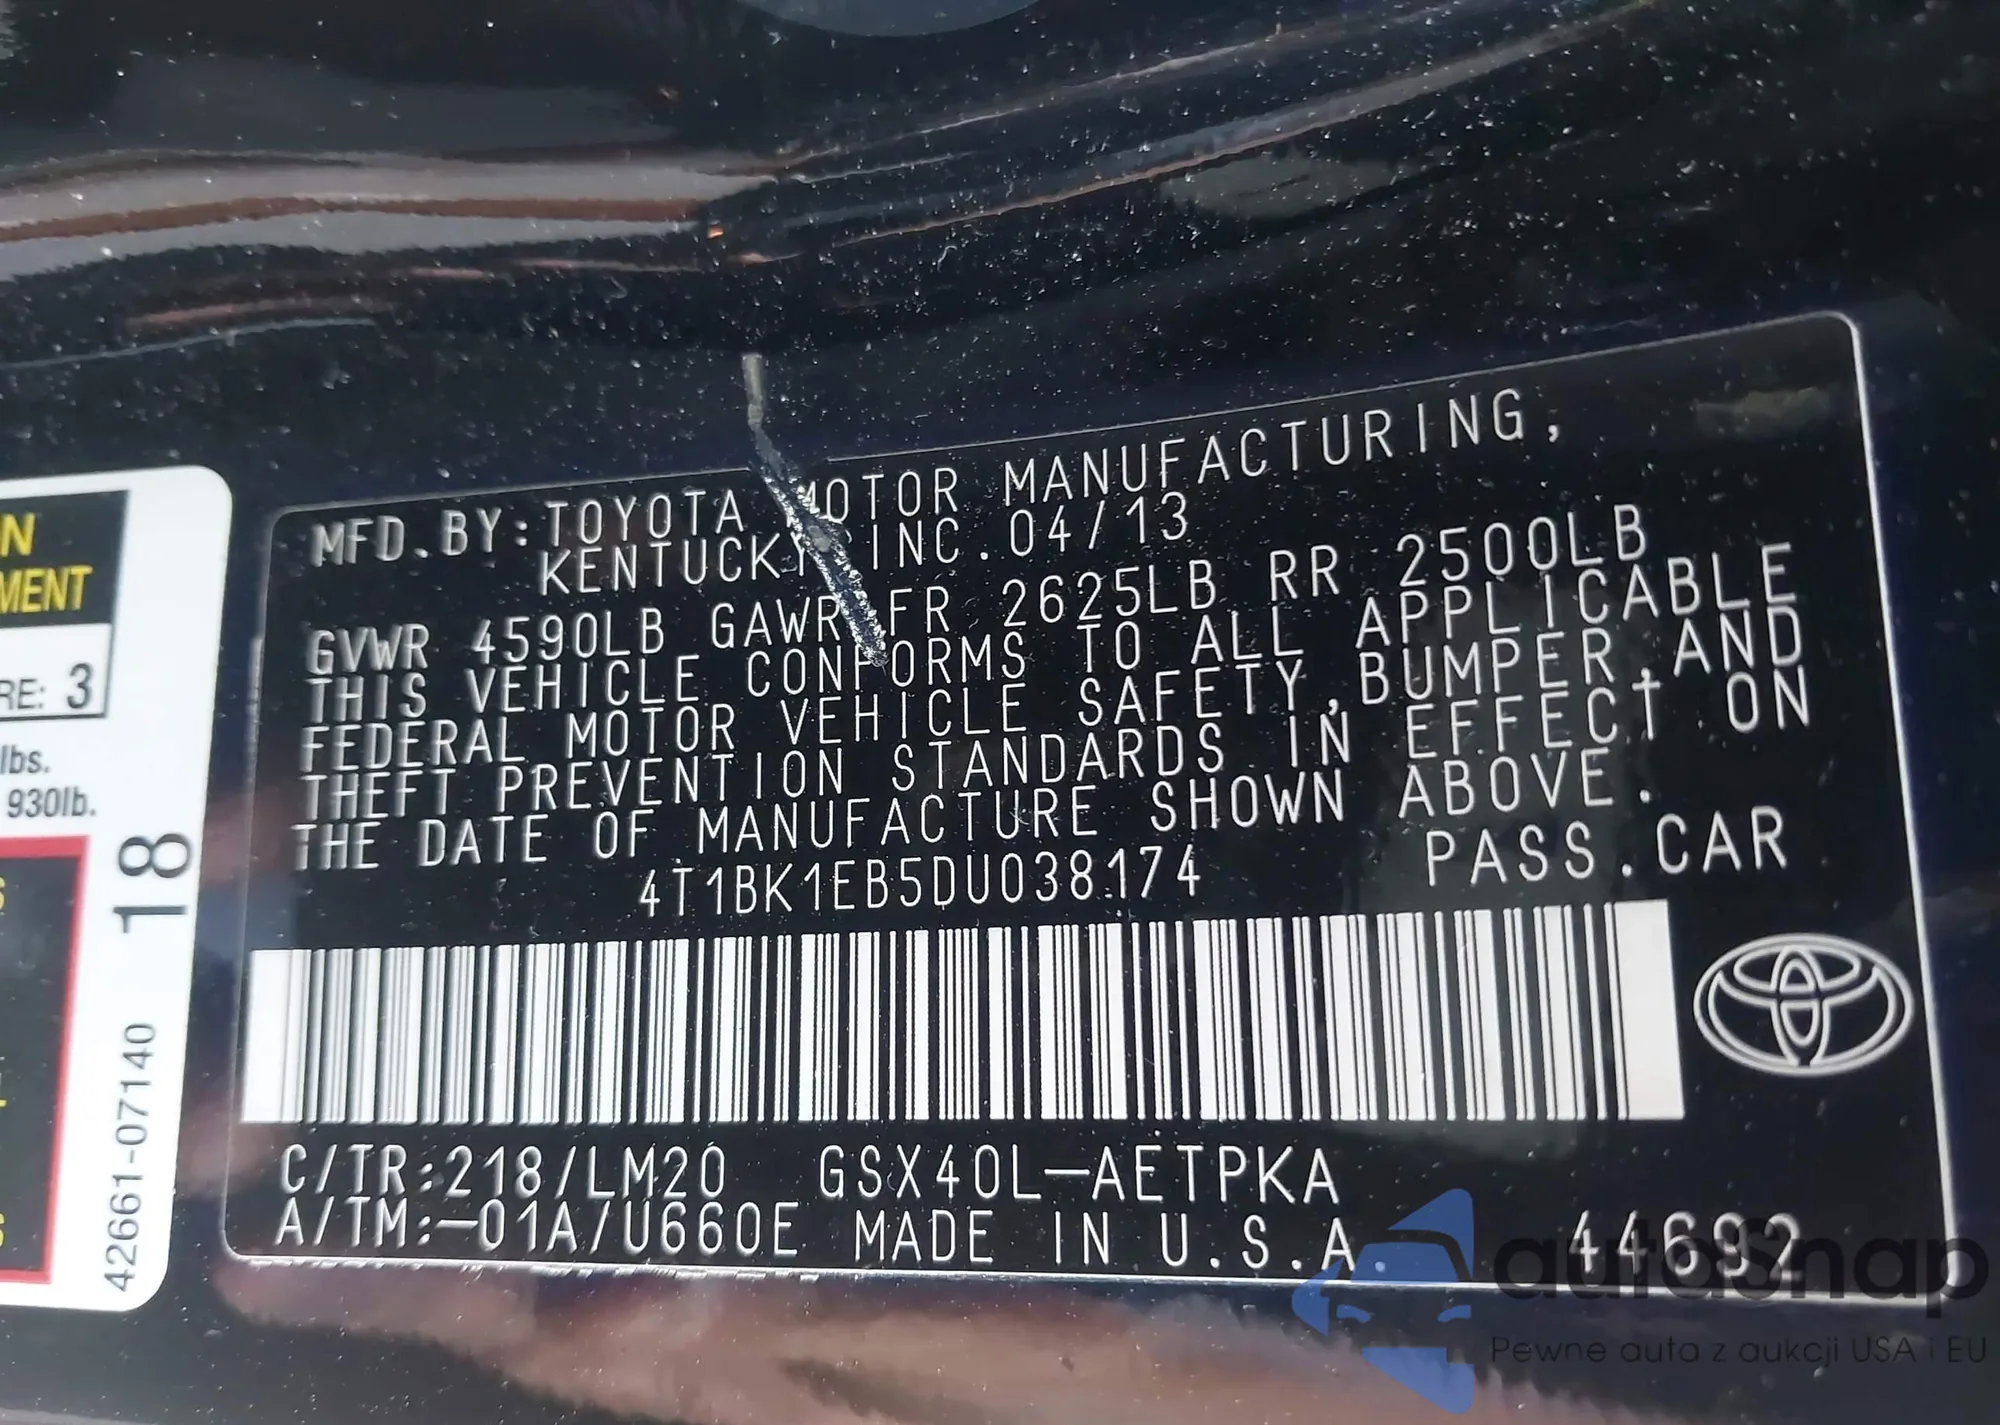 N
MENT
RE: 3
lbs.
930lb.
18
42661-07140
MFD.BY:TOYOTA MOTOR MANUFACTURING,
KENTUCKY INC.04/13
GVWR 4590LB GAWR FR 2625LB RR 2500LB
THIS VEHICLE CONFORMS TO ALL APPLICABLE
FEDERAL MOTOR VEHICLE SAFETY,BUMPER,AND
THEFT PREVENTION STANDARDS IN EFFECT ON
THE DATE OF MANUFACTURE SHOWN ABOVE.
4T1BK1EB5DU038174 PASS.CAR
C/TR:218/LM20 GSX40L-AETPKA
A/TM:-01A/U660E MADE IN U.S.A. 44692
autosnap
Pewne auta z aukcji USA i EU